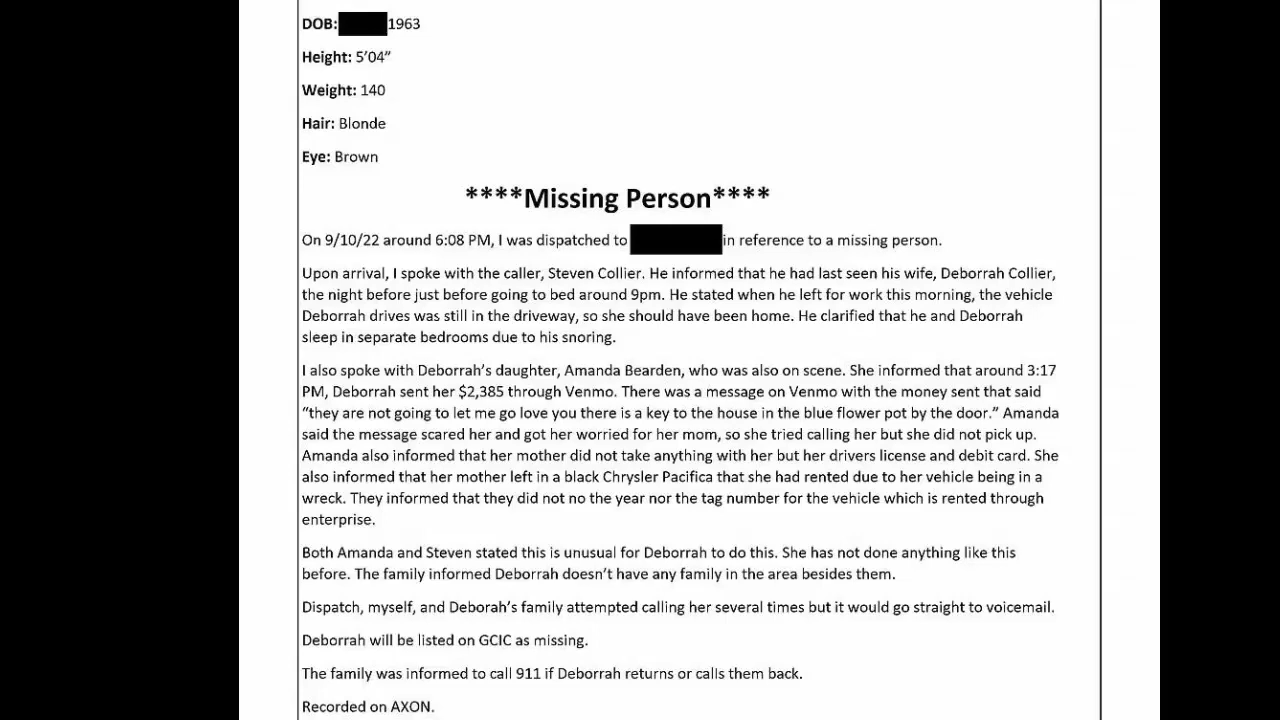 DOB: 1963
Height: 5’04”
Weight: 140
Hair: Blonde
Eye: Brown
****Missing Person****
On 9/10/22 around 6:08 PM, I was dispatched to in reference to a missing person.
Upon arrival, I spoke with the caller, Steven Collier. He informed that he had last seen his wife, Deborrah Collier,
the night before just before going to bed around 9pm. He stated when he left for work this morning, the vehicle
Deborrah drives was still in the driveway, so she should have been home. He clarified that he and Deborrah
sleep in separate bedrooms due to his snoring.
I also spoke with Deborrah’s daughter, Amanda Bearden, who was also on scene. She informed that around 3:17
PM, Deborrah sent her $2,385 through Venmo. There was a message on Venmo with the money sent that said
“they are not going to let me go love you there is a key to the house in the blue flower pot by the door.” Amanda
said the message scared her and got her worried for her mom, so she tried calling her but she did not pick up.
Amanda also informed that her mother did not take anything with her but her drivers license and debit card. She
also informed that her mother left in a black Chrysler Pacifica that she had rented due to her vehicle being in a
wreck. They informed that they did not no the year nor the tag number for the vehicle which is rented through
enterprise.
Both Amanda and Steven stated this is unusual for Deborrah to do this. She has not done anything like this
before. The family informed Deborrah doesn’t have any family in the area besides them.
Dispatch, myself, and Deborah’s family attempted calling her several times but it would go straight to voicemail.
Deborrah will be listed on GCIC as missing.
The family was informed to call 911 if Deborrah returns or calls them back.
Recorded on AXON.